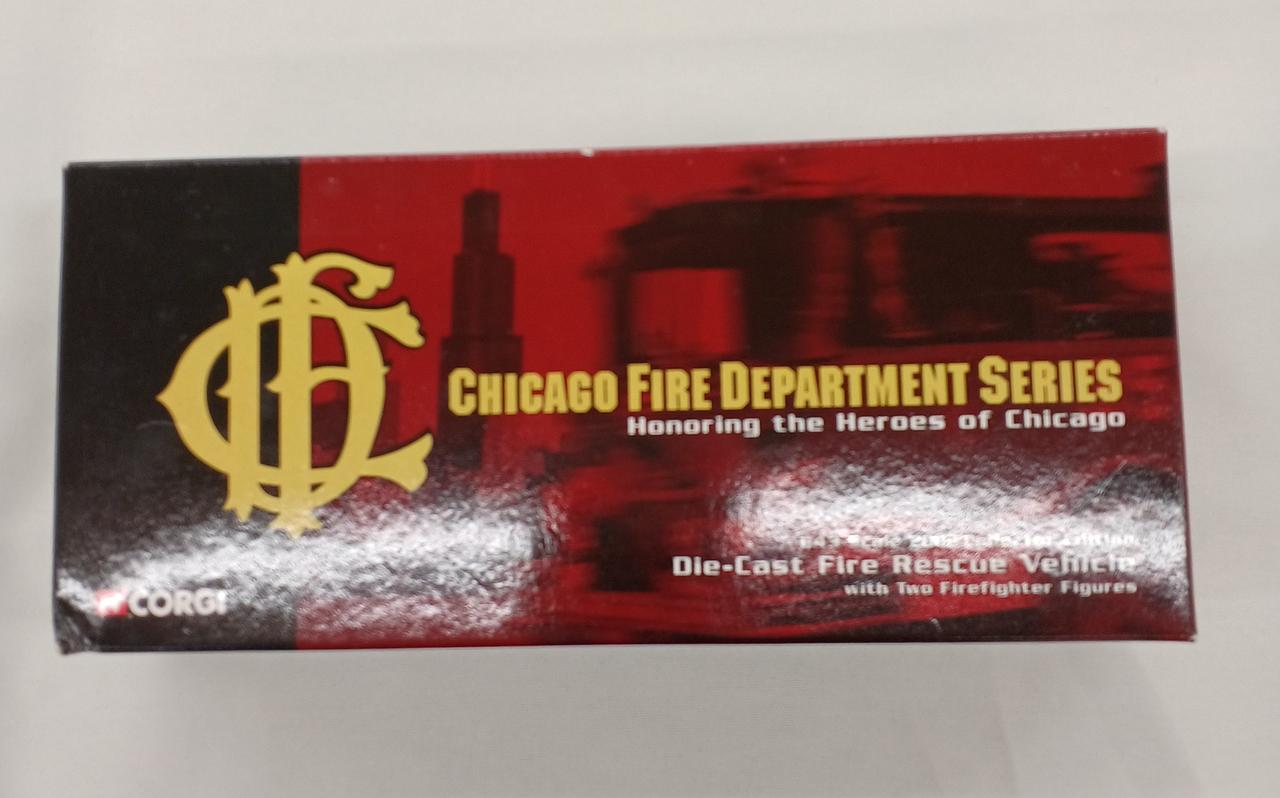 CHICAGO FIRE DEPARTMENT SERIES
Honoring the Heroes of Chicago
Scale
Die-Cast Fire Rescue Vehicle
with Two Firefighter Figures
CORGI